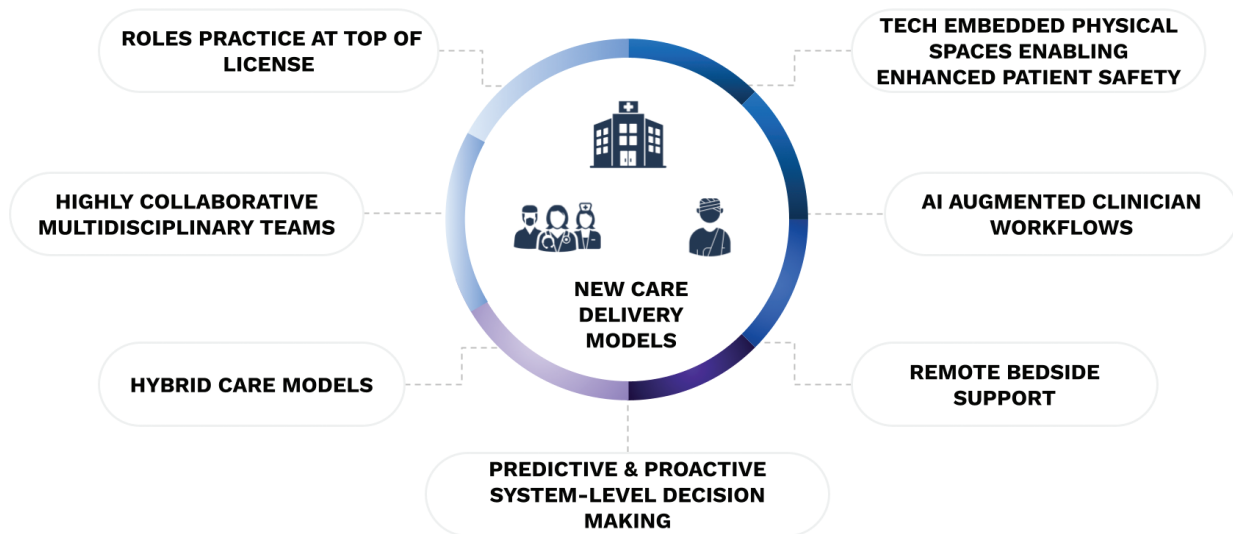 ROLES PRACTICE AT TOP OF
LICENSE
TECH EMBEDDED PHYSICAL
SPACES ENABLING
ENHANCED PATIENT SAFETY
HIGHLY COLLABORATIVE
MULTIDISCIPLINARY TEAMS
AI AUGMENTED CLINICIAN
WORKFLOWS
NEW CARE
DELIVERY
MODELS
HYBRID CARE MODELS
REMOTE BEDSIDE
SUPPORT
PREDICTIVE & PROACTIVE
SYSTEM-LEVEL DECISION
MAKING